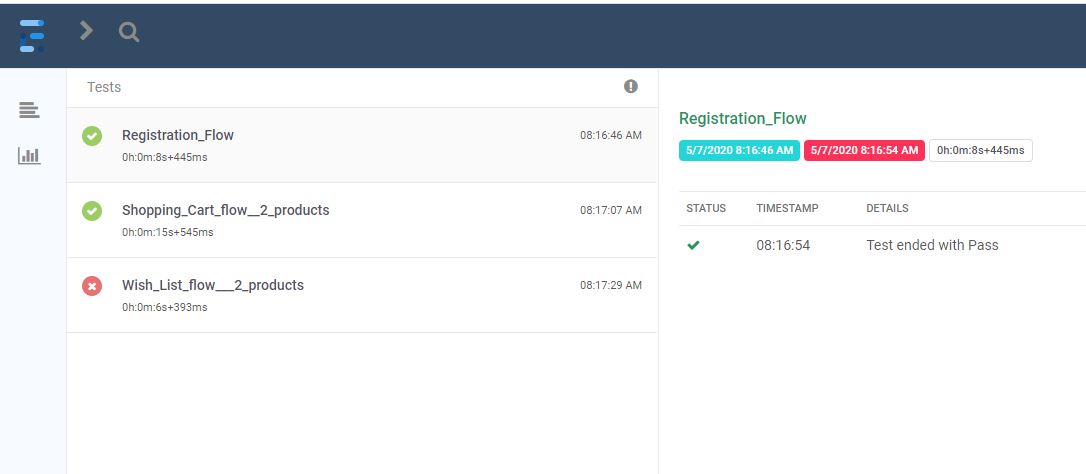 Tests
Registration_Flow 08:16:46 AM
0h:0m:8s+445ms
Shopping_Cart_flow__2_products 08:17:07 AM
0h:0m:15s+545ms
Wish_List_flow___2_products 08:17:29 AM
0h:0m:6s+393ms
Registration_Flow
5/7/2020 8:16:46 AM 5/7/2020 8:16:54 AM 0h:0m:8s+445ms
STATUS TIMESTAMP DETAILS
08:16:54 Test ended with Pass